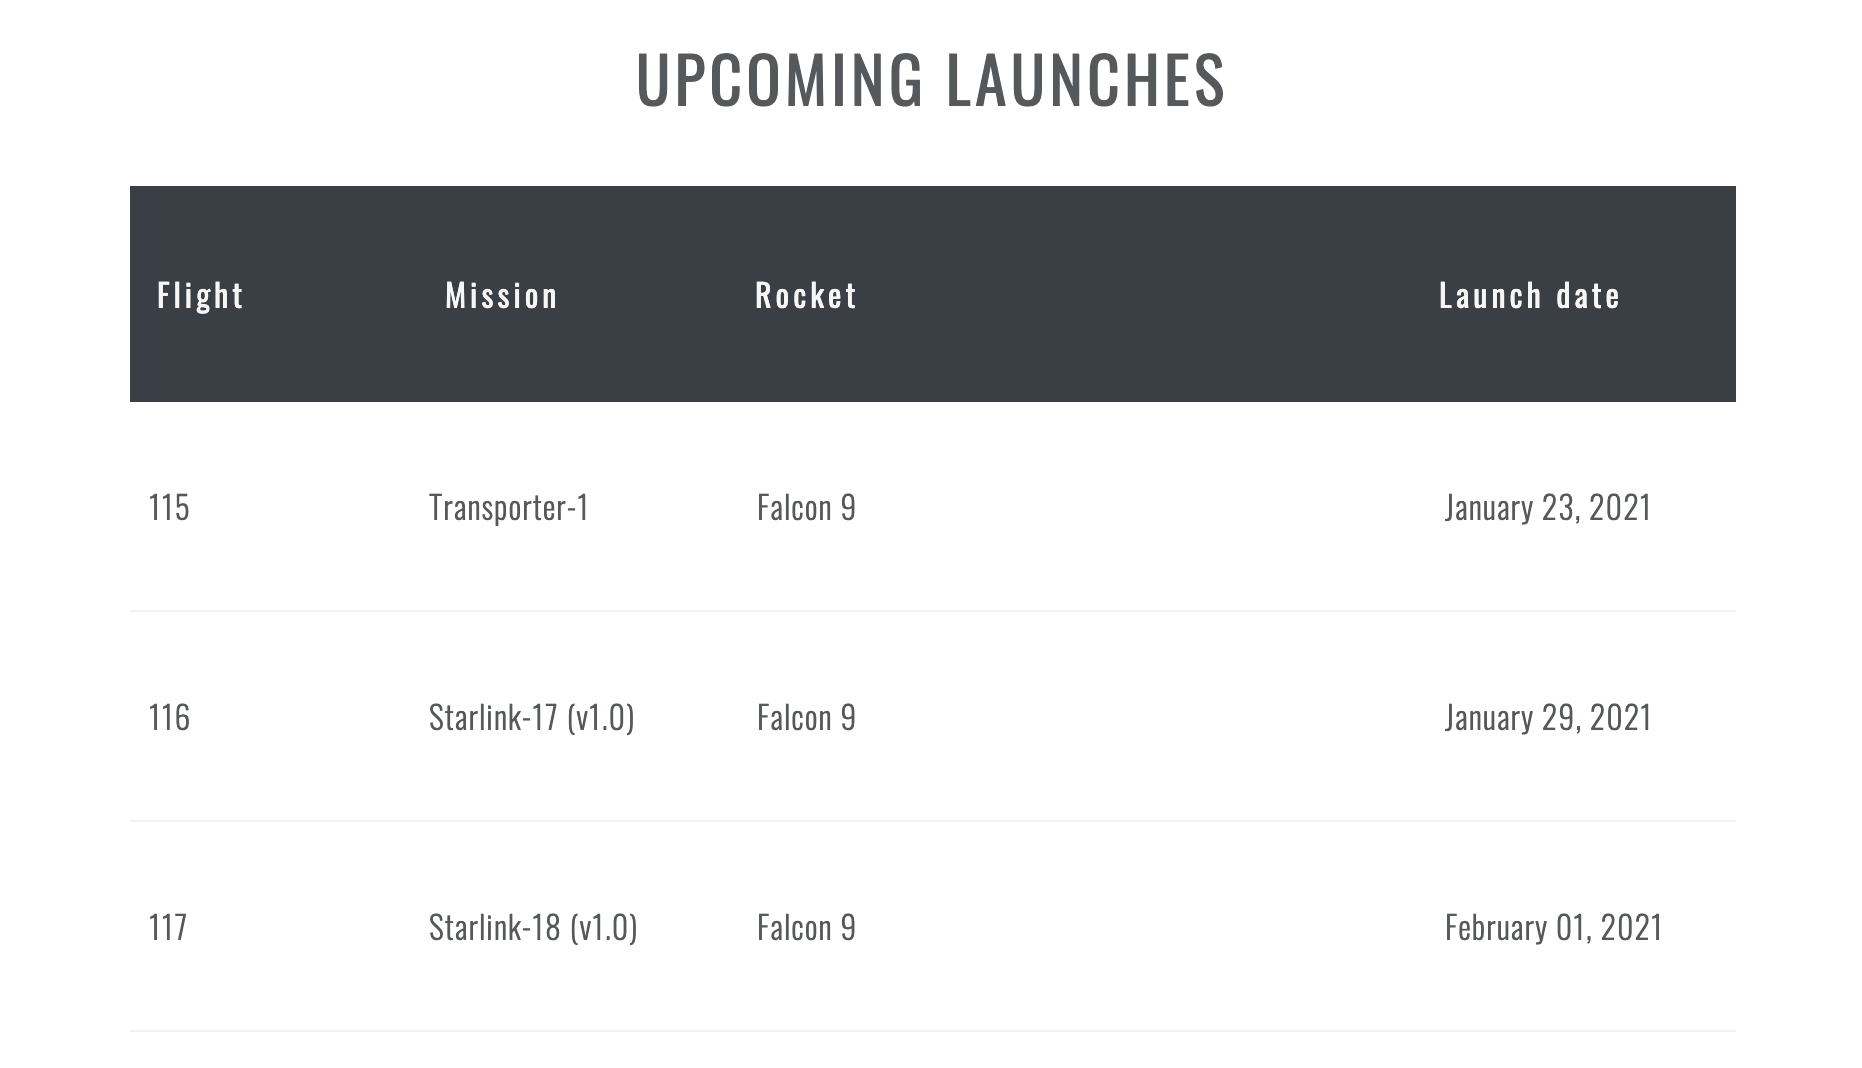 UPCOMING LAUNCHES
Flight Mission Rocket Launch date
115 Transporter-1 Falcon 9 January 23, 2021
116 Starlink-17 (v1.0) Falcon 9 January 29, 2021
117 Starlink-18 (v1.0) Falcon 9 February 01, 2021